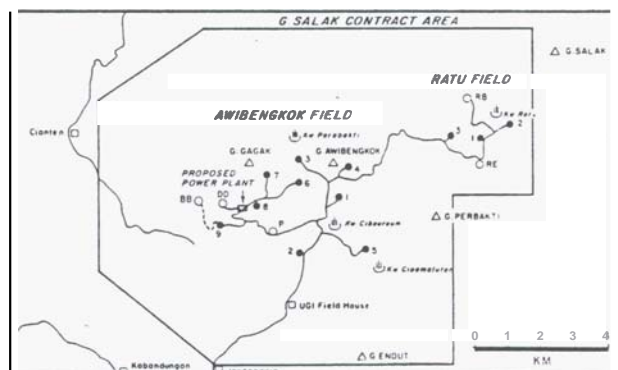 G SALAK CONTRACT AREA
G. SALAK
RATU FIELD
RB
Kw Ratu
2
AWIBENGKOK FIELD
Cianten
Kw Parabakti
3
1
G. GAGAK
G. AWIBENGKOK
3
4
RE
PROPOSED
POWER PLANT
7
6
BB
DD
8
1
G. PERBAKTI
9
P
Kw Cibeureum
2
5
Kw Ciasmatutan
UGI Field House
0 1 2 3 4
KM
G ENDUT
Kabandungan